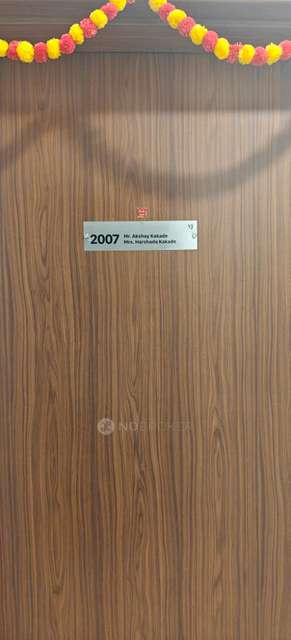 2007
Mr. Akshay Kakade
Mrs. Harshada Kakade
NOBROKER